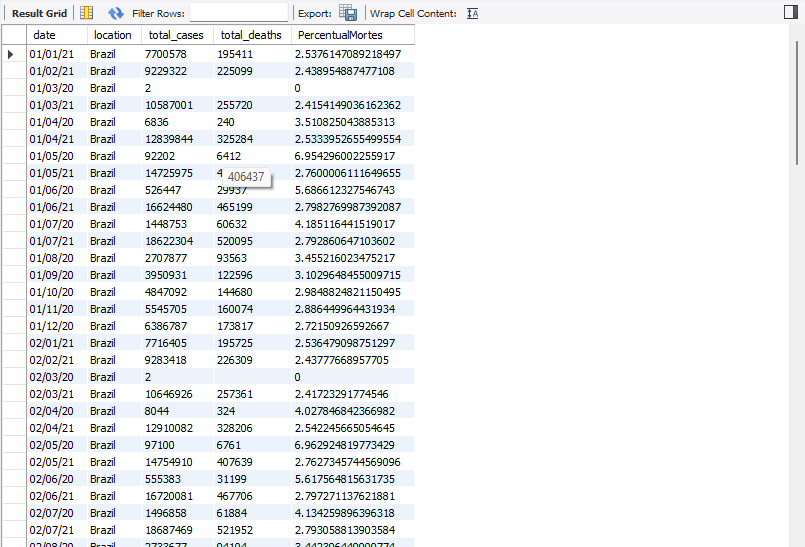 Result Grid Filter Rows: Export: Wrap Cell Content: IA
date location total_cases total_deaths PercentualMortes
01/01/21 Brazil 7700578 195411 2.5376147089218497
01/02/21 Brazil 9229322 225099 2.438954887477108
01/03/20 Brazil 2 0
01/03/21 Brazil 10587001 255720 2.4154149036162362
01/04/20 Brazil 6836 240 3.510825043885313
01/04/21 Brazil 12839844 325284 2.5333952655499554
01/05/20 Brazil 92202 6412 6.954296002255917
01/05/21 Brazil 14725975 4 2.7600006111649655
406437
01/06/20 Brazil 526447 29937 5.686612327546743
01/06/21 Brazil 16624480 465199 2.7982769987392087
01/07/20 Brazil 1448753 60632 4.185116441519017
01/07/21 Brazil 18622304 520095 2.792860647103602
01/08/20 Brazil 2707877 93563 3.455216023475217
01/09/20 Brazil 3950931 122596 3.1029648455009715
01/10/20 Brazil 4847092 144680 2.9848824821150495
01/11/20 Brazil 5545705 160074 2.886449964431934
01/12/20 Brazil 6386787 173817 2.72150926592667
02/01/21 Brazil 7716405 195725 2.536479098751297
02/02/21 Brazil 9283418 226309 2.43777668957705
02/03/20 Brazil 2 0
02/03/21 Brazil 10646926 257361 2.41723291774546
02/04/20 Brazil 8044 324 4.027846842366982
02/04/21 Brazil 12910082 328206 2.542245665054645
02/05/20 Brazil 97100 6761 6.962924819773429
02/05/21 Brazil 14754910 407639 2.7627345744569096
02/06/20 Brazil 555383 31199 5.617564515631735
02/06/21 Brazil 16720081 467706 2.797271137621881
02/07/20 Brazil 1496858 61884 4.134259896396318
02/07/21 Brazil 18687469 521952 2.793058813903584
02/08/20 Brazil